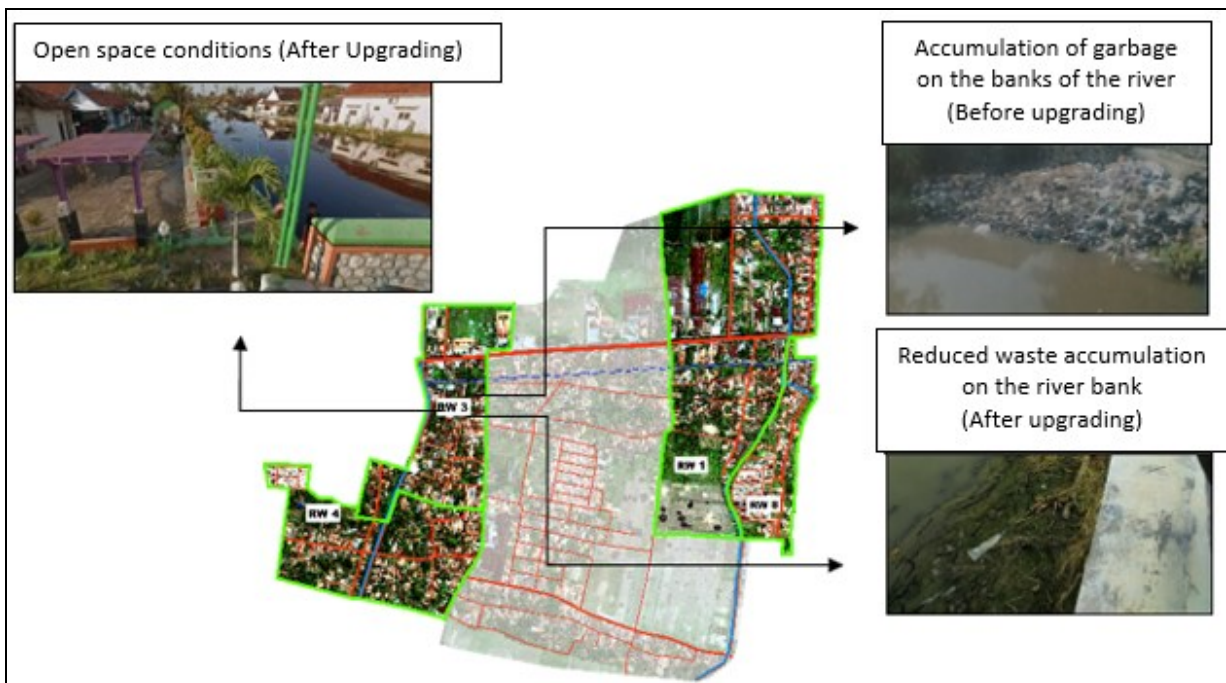 Open space conditions (After Upgrading)
Accumulation of garbage
on the banks of the river
(Before upgrading)
Reduced waste accumulation
on the river bank
(After upgrading)
RW 3
RW 1
RW 4